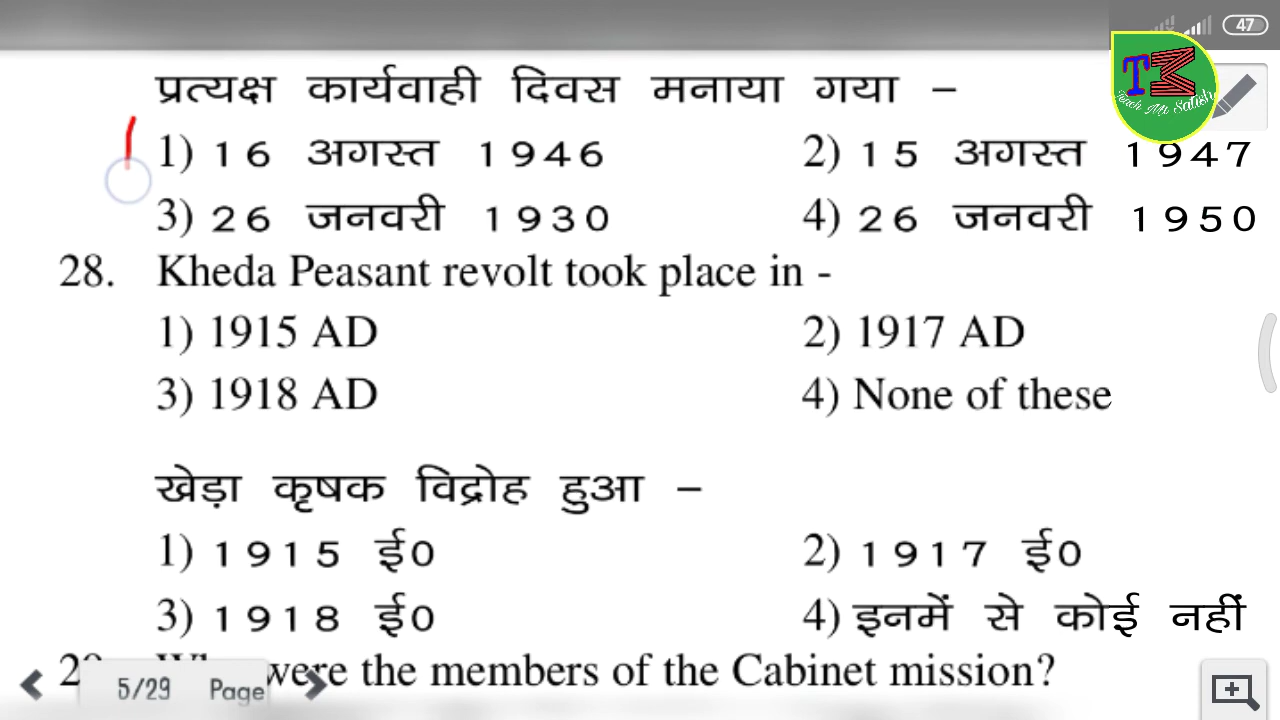 47
प्रत्यक्ष कार्यवाही दिवस मनाया गया –
Teach Mr Satish
1) 16 अगस्त 1946 2) 15 अगस्त 1947
3) 26 जनवरी 1930 4) 26 जनवरी 1950
28. Kheda Peasant revolt took place in -
1) 1915 AD 2) 1917 AD
3) 1918 AD 4) None of these
खेड़ा कृषक विद्रोह हुआ –
1) 1915 ई0 2) 1917 ई0
3) 1918 ई0 4) इनमें से कोई नहीं
were the members of the Cabinet mission?
5/29 Page